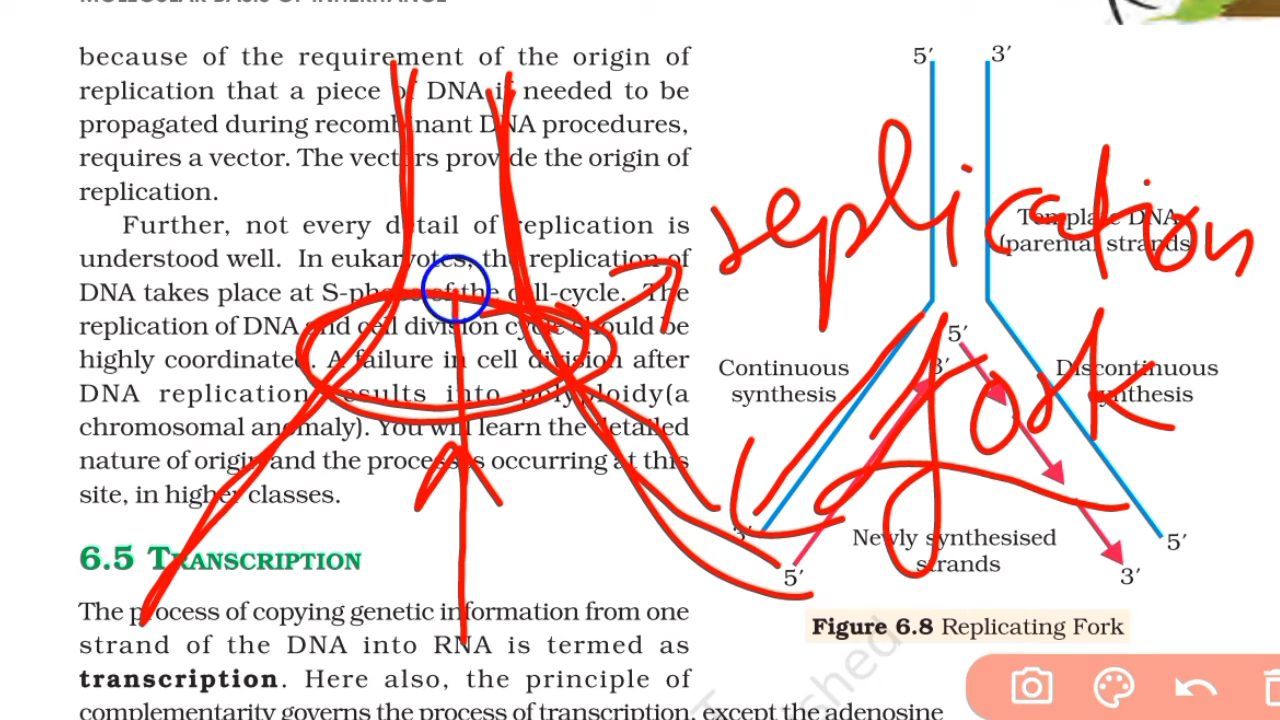 MOLECULAR BASIS OF INHERITANCE
because of the requirement of the origin of
replication that a piece of DNA if needed to be
propagated during recombinant DNA procedures,
requires a vector. The vectors provide the origin of
replication.
Further, not every detail of replication is
understood well. In eukaryotes, the replication of
DNA takes place at S-phase of the cell-cycle. The
replication of DNA and cell division cycle should be
highly coordinated. A failure in cell division after
DNA replication results into polyploidy(a
chromosomal anomaly). You will learn the detailed
nature of origin and the processes occurring at this
site, in higher classes.
6.5 TRANSCRIPTION
The process of copying genetic information from one
strand of the DNA into RNA is termed as
transcription. Here also, the principle of
complementarity governs the process of transcription, except the adenosine
5′ 3′
Template DNA
(parental strands)
replication
fork
5′
3′
Continuous
synthesis
Discontinuous
synthesis
3′
5′
Newly synthesised
strands
5′
3′
Figure 6.8 Replicating Fork